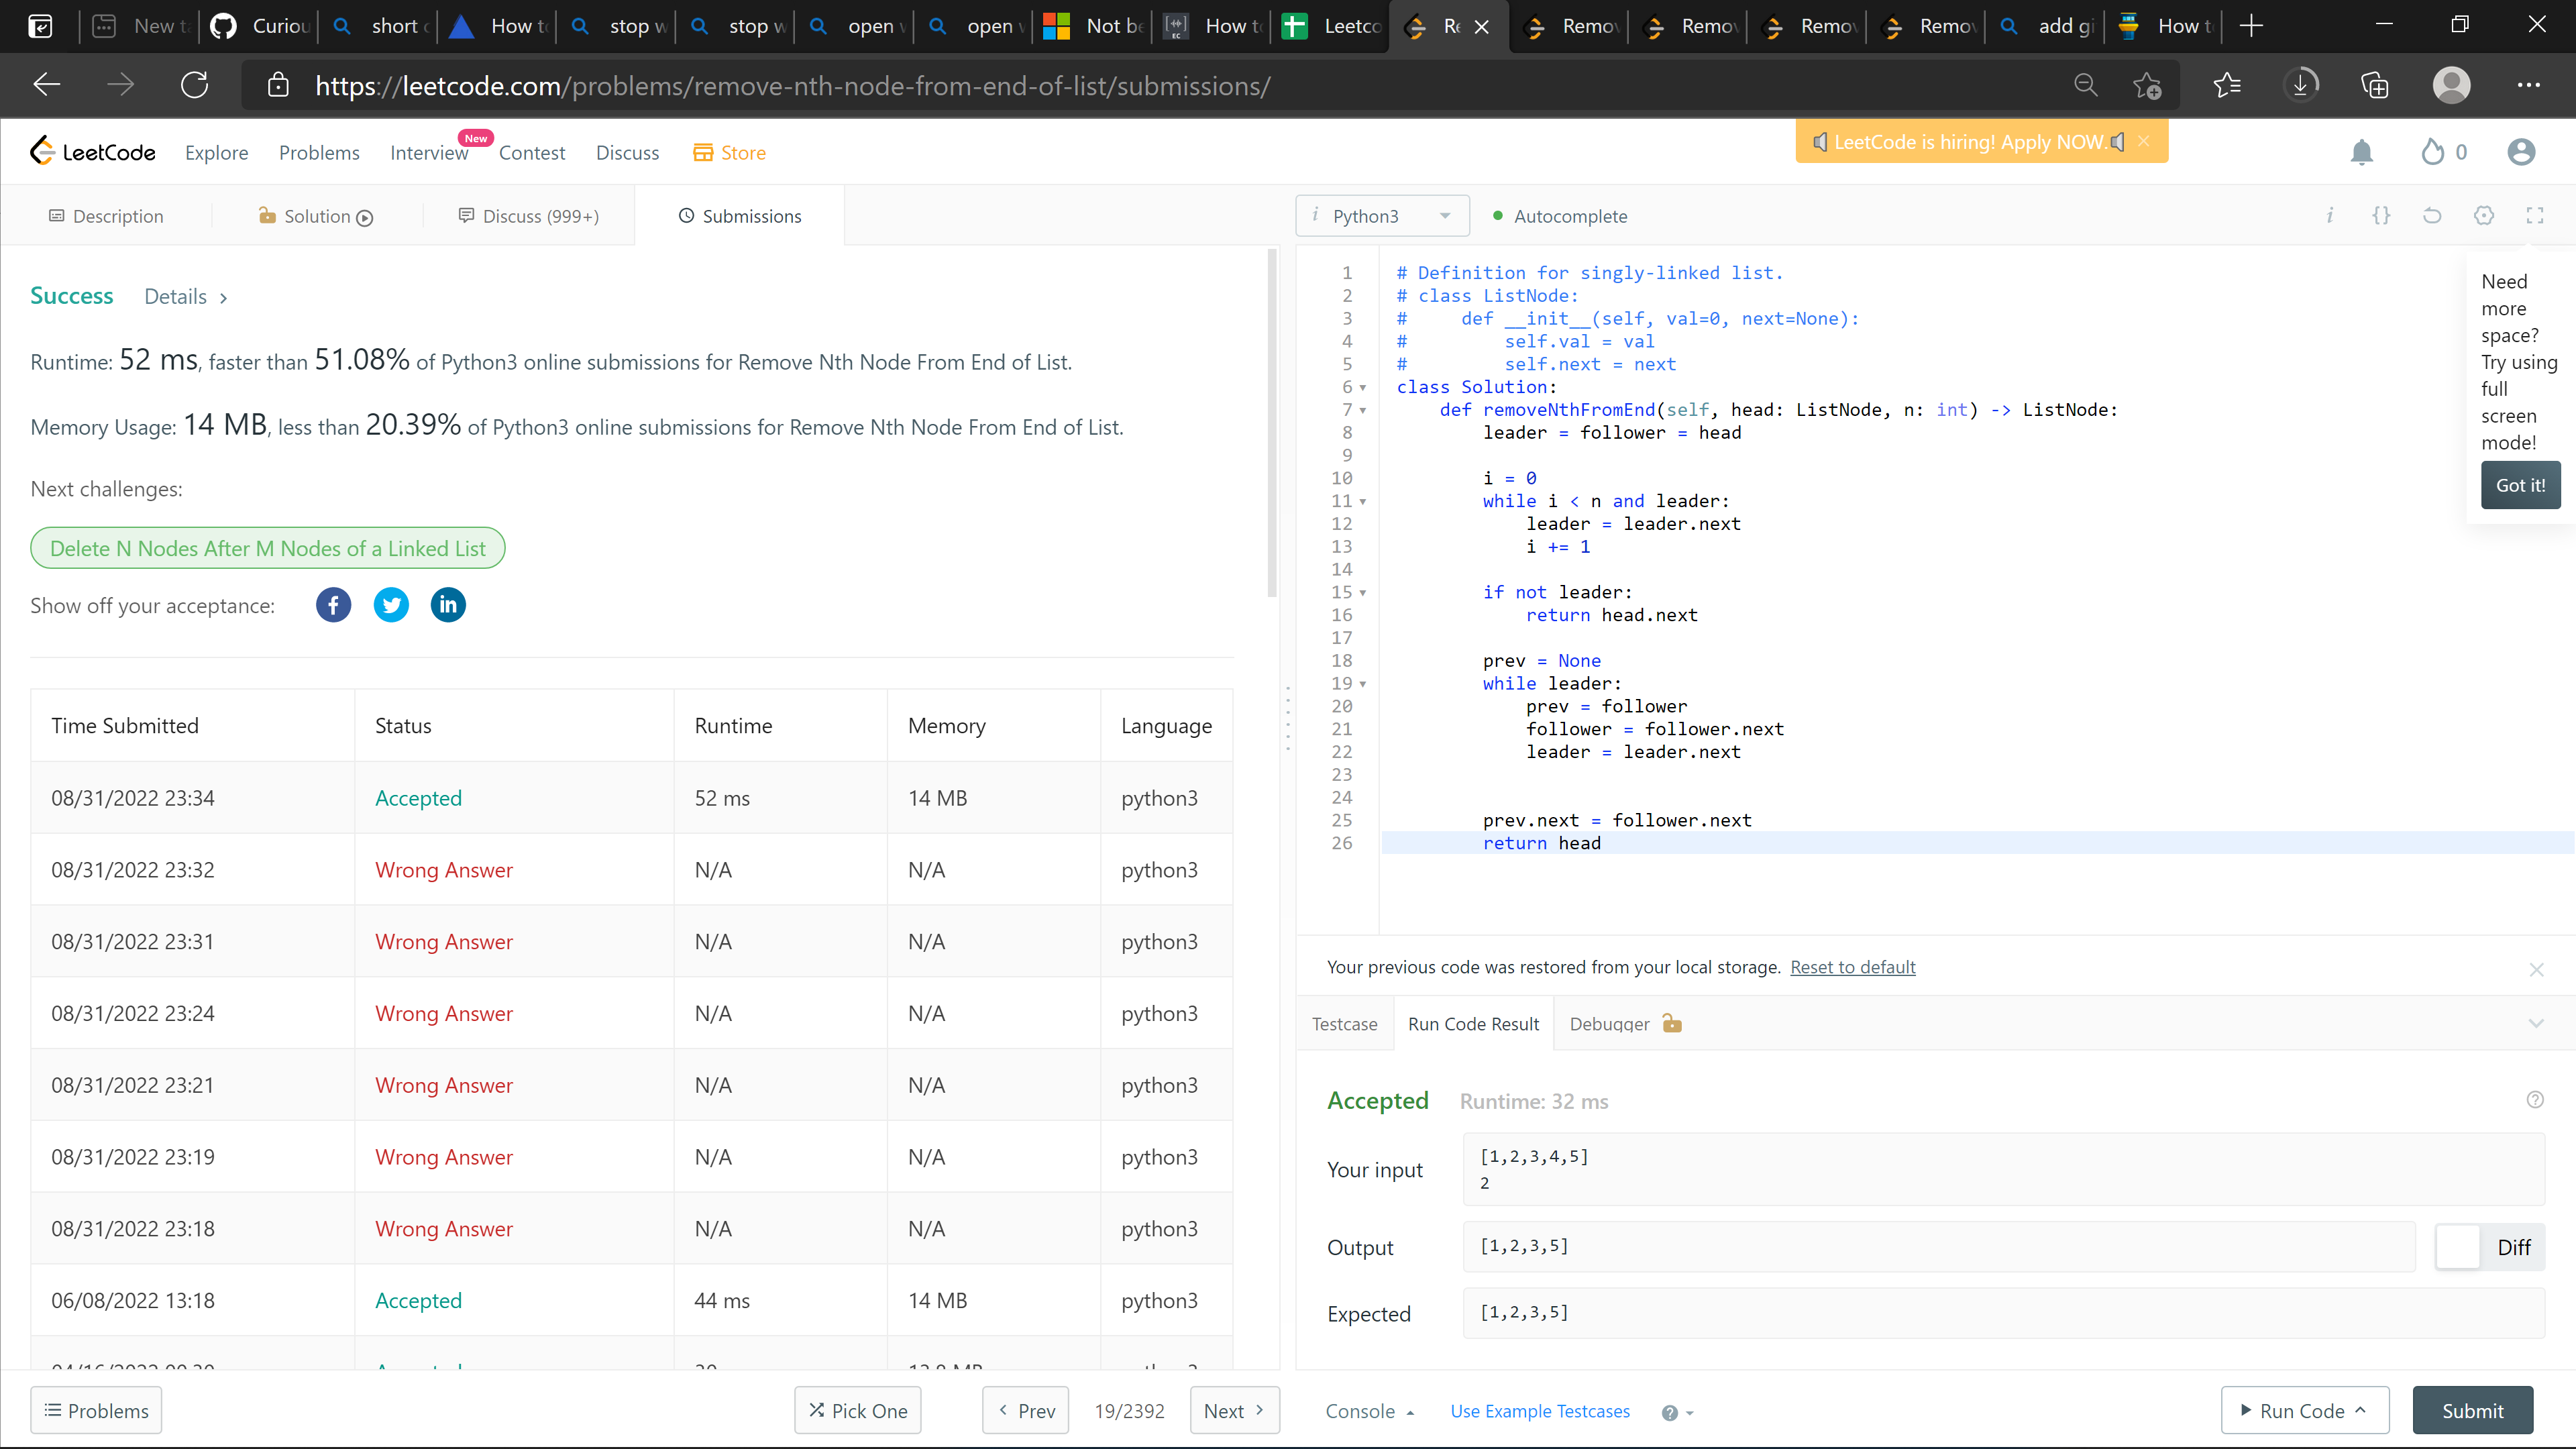 New ta
Curiou
short c
How to
stop w
stop w
open w
open w
Not be
How to
Leetco
Re
Remov
Remov
Remov
Remov
add gi
How t
https://leetcode.com/problems/remove-nth-node-from-end-of-list/submissions/
LeetCode Explore Problems Interview New Contest Discuss Store
LeetCode is hiring! Apply NOW.
0
Description Solution Discuss (999+) Submissions
Success Details >
Runtime: 52 ms, faster than 51.08% of Python3 online submissions for Remove Nth Node From End of List.
Memory Usage: 14 MB, less than 20.39% of Python3 online submissions for Remove Nth Node From End of List.
Next challenges:
Delete N Nodes After M Nodes of a Linked List
Show off your acceptance:
Time Submitted Status Runtime Memory Language
08/31/2022 23:34 Accepted 52 ms 14 MB python3
08/31/2022 23:32 Wrong Answer N/A N/A python3
08/31/2022 23:31 Wrong Answer N/A N/A python3
08/31/2022 23:24 Wrong Answer N/A N/A python3
08/31/2022 23:21 Wrong Answer N/A N/A python3
08/31/2022 23:19 Wrong Answer N/A N/A python3
08/31/2022 23:18 Wrong Answer N/A N/A python3
06/08/2022 13:18 Accepted 44 ms 14 MB python3
Problems Pick One < Prev 19/2392 Next >
i Python3 Autocomplete i {}
1 # Definition for singly-linked list.
2 # class ListNode:
3 #     def __init__(self, val=0, next=None):
4 #         self.val = val
5 #         self.next = next
6 class Solution:
7     def removeNthFromEnd(self, head: ListNode, n: int) -> ListNode:
8         leader = follower = head
9
10         i = 0
11         while i < n and leader:
12             leader = leader.next
13             i += 1
14
15         if not leader:
16             return head.next
17
18         prev = None
19         while leader:
20             prev = follower
21             follower = follower.next
22             leader = leader.next
23
24
25         prev.next = follower.next
26         return head
Need
more
space?
Try using
full
screen
mode!
Got it!
Your previous code was restored from your local storage. Reset to default
Testcase Run Code Result Debugger
Accepted Runtime: 32 ms
Your input
[1,2,3,4,5]
2
Output [1,2,3,5] Diff
Expected [1,2,3,5]
Console Use Example Testcases Run Code Submit